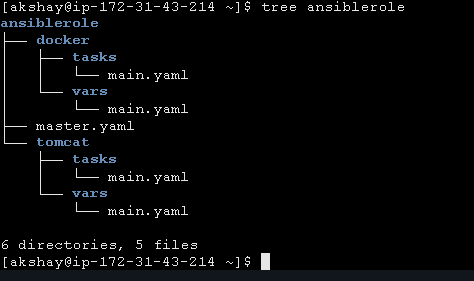 [akshay@ip-172-31-43-214 ~]$ tree ansiblerole
ansiblerole
├── docker
│   ├── tasks
│   │   └── main.yaml
│   └── vars
│       └── main.yaml
├── master.yaml
└── tomcat
    ├── tasks
    │   └── main.yaml
    └── vars
        └── main.yaml

6 directories, 5 files
[akshay@ip-172-31-43-214 ~]$